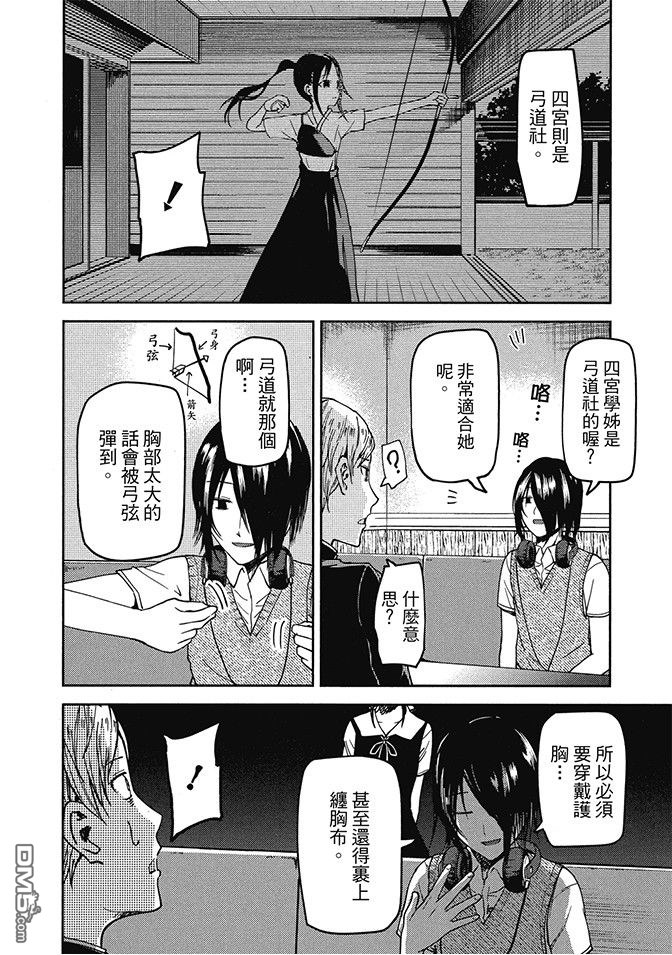 四宮則是
弓道社。
！
四宮學姊是
弓道社的喔？
咯…
咯…
非常適合她
呢。
？
什麼意
思？
弓道就那個
啊…
弓身
弓弦
箭矢
胸部太大的
話會被弓弦
彈到。
所以必須
要穿戴護
胸…
甚至還得裹上
纏胸布。
！
DM5
.com